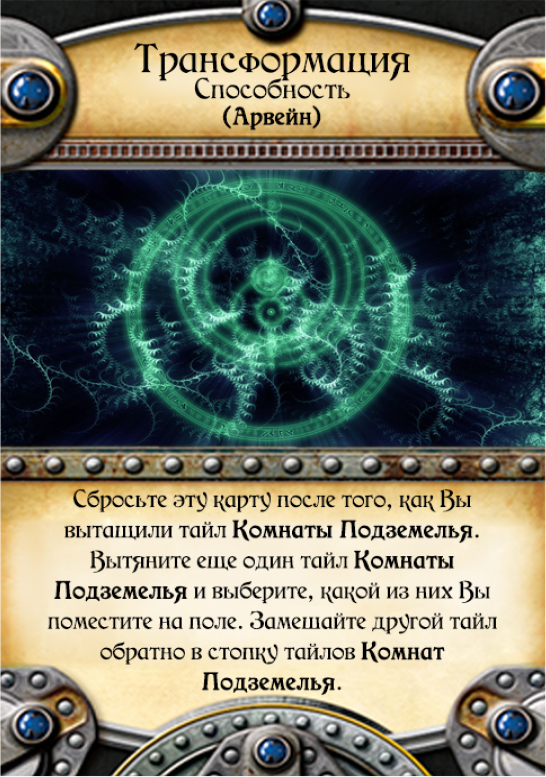 Трансформация
Способность
(Арвейн)
Сбросьте эту карту после того, как Вы
вытащили тайл Комнаты Подземелья.
Вытяните еще один тайл Комнаты
Подземелья и выберите, какой из них Вы
поместите на поле. Замешайте другой тайл
обратно в стопку тайлов Комнат
Подземелья.